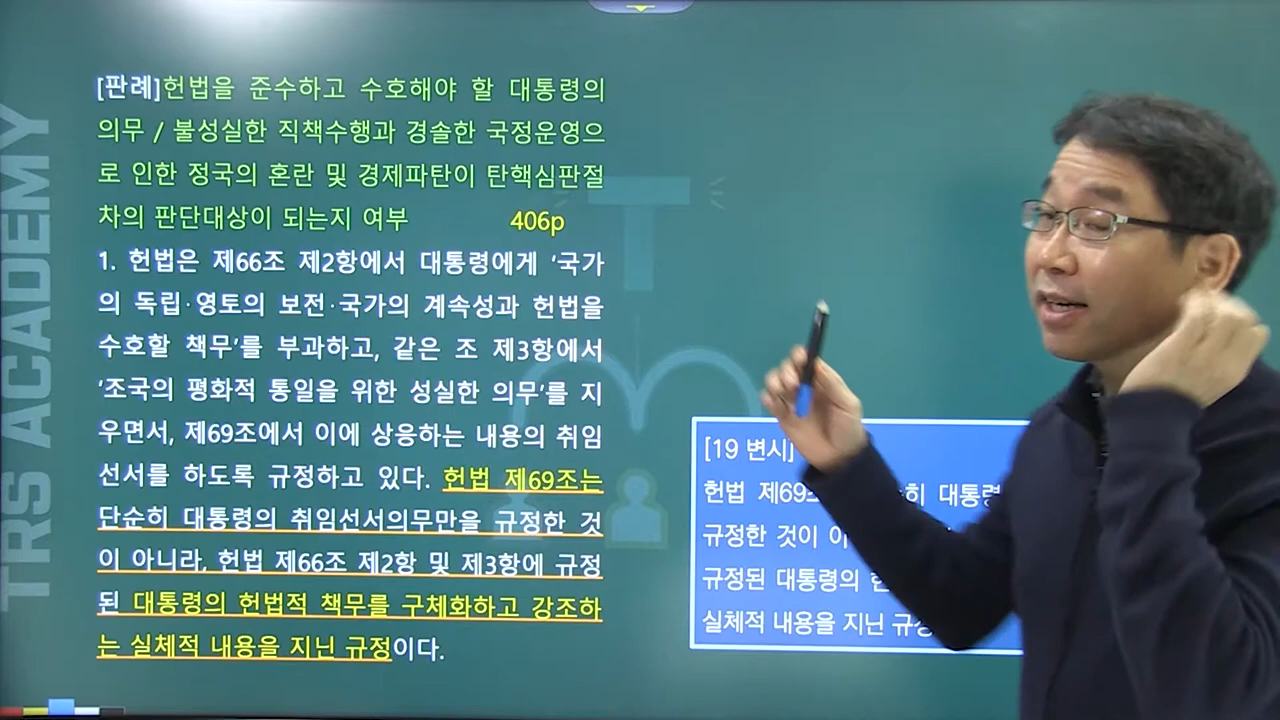 TRS ACADEMY
[판례]헌법을 준수하고 수호해야 할 대통령의
의무 / 불성실한 직책수행과 경솔한 국정운영으
로 인한 정국의 혼란 및 경제파탄이 탄핵심판절
차의 판단대상이 되는지 여부 406p
1. 헌법은 제66조 제2항에서 대통령에게 ‘국가
의 독립·영토의 보전·국가의 계속성과 헌법을
수호할 책무’를 부과하고, 같은 조 제3항에서
‘조국의 평화적 통일을 위한 성실한 의무’를 지
우면서, 제69조에서 이에 상응하는 내용의 취임
선서를 하도록 규정하고 있다. 헌법 제69조는
단순히 대통령의 취임선서의무만을 규정한 것
이 아니라, 헌법 제66조 제2항 및 제3항에 규정
된 대통령의 헌법적 책무를 구체화하고 강조하
는 실체적 내용을 지닌 규정이다.
[19 변시]
헌법 대통령
규정한 것이
규정된 대통령의
실체적 내용을 지닌